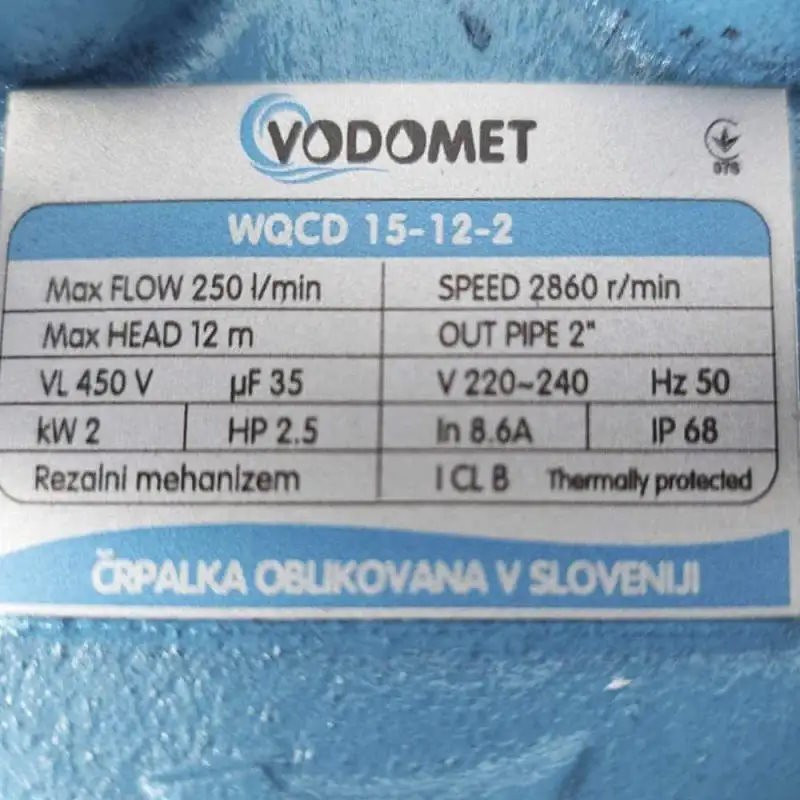 VODOMET
078
WQCD 15-12-2
Max FLOW 250 l/min SPEED 2860 r/min
Max HEAD 12 m OUT PIPE 2"
VL 450 V µF 35 V 220~240 Hz 50
kW 2 HP 2.5 In 8.6A IP 68
Rezalni mehanizem I CL B Thermally protected
ČRPALKA OBLIKOVANA V SLOVENIJI